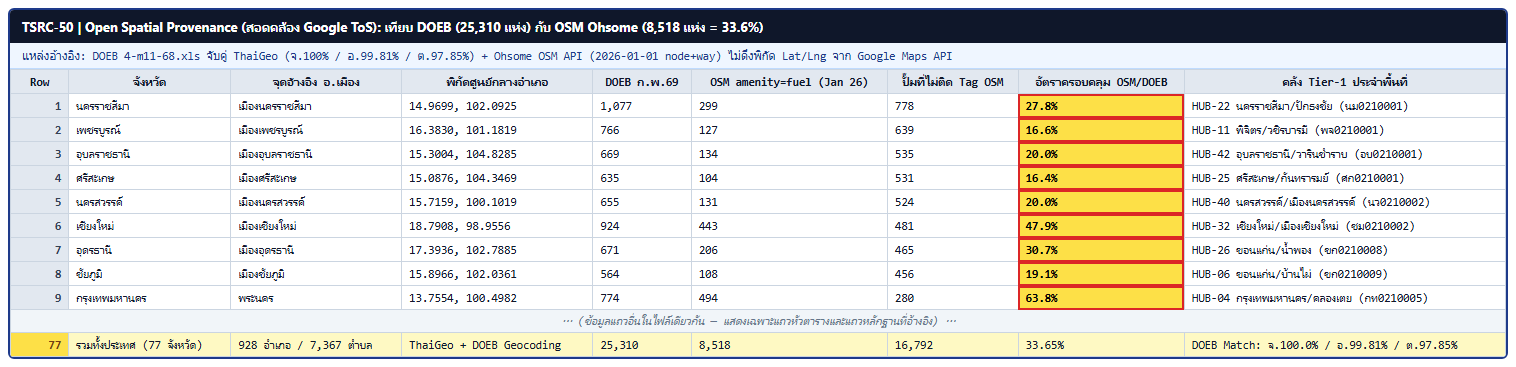 TSRC-50 | Open Spatial Provenance (สอดคล้อง Google ToS): เทียบ DOEB (25,310 แห่ง) กับ OSM Ohsome (8,518 แห่ง = 33.6%)
แหล่งอ้างอิง: DOEB 4-m11-68.xls จับคู่ ThaiGeo (จ.100% / อ.99.81% / ต.97.85%) + Ohsome OSM API (2026-01-01 node+way) ไม่ดึงพิกัด Lat/Lng จาก Google Maps API
Row จังหวัด จุดอ้างอิง อ.เมือง พิกัดศูนย์กลางอำเภอ DOEB ก.พ.69 OSM amenity=fuel (Jan 26) ปั๊มที่ไม่ติด Tag OSM อัตราครอบคลุม OSM/DOEB คลัง Tier-1 ประจำพื้นที่
1 นครราชสีมา เมืองนครราชสีมา 14.9699, 102.0925 1,077 299 778 27.8% HUB-22 นครราชสีมา/ปักธงชัย (นม0210001)
2 เพชรบูรณ์ เมืองเพชรบูรณ์ 16.3830, 101.1819 766 127 639 16.6% HUB-11 พิจิตร/วชิรบารมี (พจ0210001)
3 อุบลราชธานี เมืองอุบลราชธานี 15.3004, 104.8285 669 134 535 20.0% HUB-42 อุบลราชธานี/วารินชำราบ (อบ0210001)
4 ศรีสะเกษ เมืองศรีสะเกษ 15.0876, 104.3469 635 104 531 16.4% HUB-25 ศรีสะเกษ/กันทรารมย์ (ศก0210001)
5 นครสวรรค์ เมืองนครสวรรค์ 15.7159, 100.1019 655 131 524 20.0% HUB-40 นครสวรรค์/เมืองนครสวรรค์ (นว0210002)
6 เชียงใหม่ เมืองเชียงใหม่ 18.7908, 98.9556 924 443 481 47.9% HUB-32 เชียงใหม่/เมืองเชียงใหม่ (ชม0210002)
7 อุดรธานี เมืองอุดรธานี 17.3936, 102.7885 671 206 465 30.7% HUB-26 ขอนแก่น/น้ำพอง (ขก0210008)
8 ชัยภูมิ เมืองชัยภูมิ 15.8966, 102.0361 564 108 456 19.1% HUB-06 ขอนแก่น/บ้านไผ่ (ขก0210009)
9 กรุงเทพมหานคร พระนคร 13.7554, 100.4982 774 494 280 63.8% HUB-04 กรุงเทพมหานคร/คลองเตย (กท0210005)
⋯ (ข้อมูลแถวอื่นในไฟล์เดียวกัน — แสดงเฉพาะแถวหัวตารางและแถวหลักฐานที่อ้างอิง) ⋯
77 รวมทั้งประเทศ (77 จังหวัด) 928 อำเภอ / 7,367 ตำบล ThaiGeo + DOEB Geocoding 25,310 8,518 16,792 33.65% DOEB Match: จ.100.0% / อ.99.81% / ต.97.85%